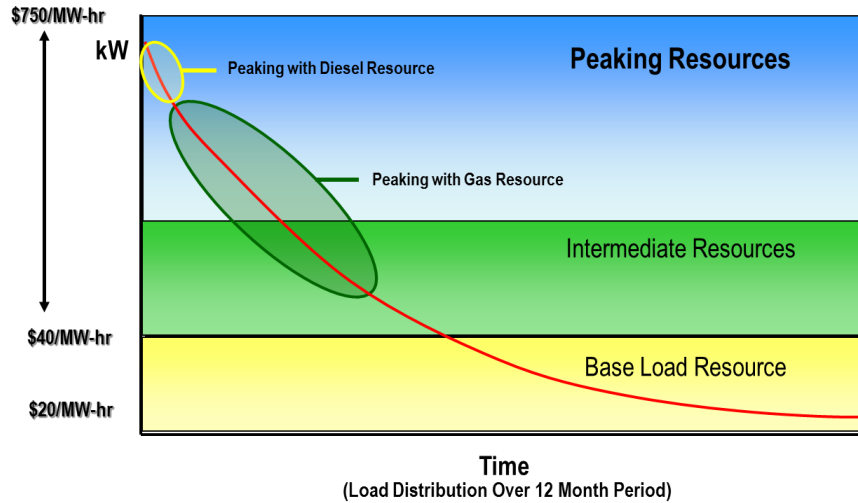 $750/MW-hr
kW
Peaking with Diesel Resource
Peaking Resources
Peaking with Gas Resource
Intermediate Resources
$40/MW-hr
Base Load Resource
$20/MW-hr
Time
(Load Distribution Over 12 Month Period)